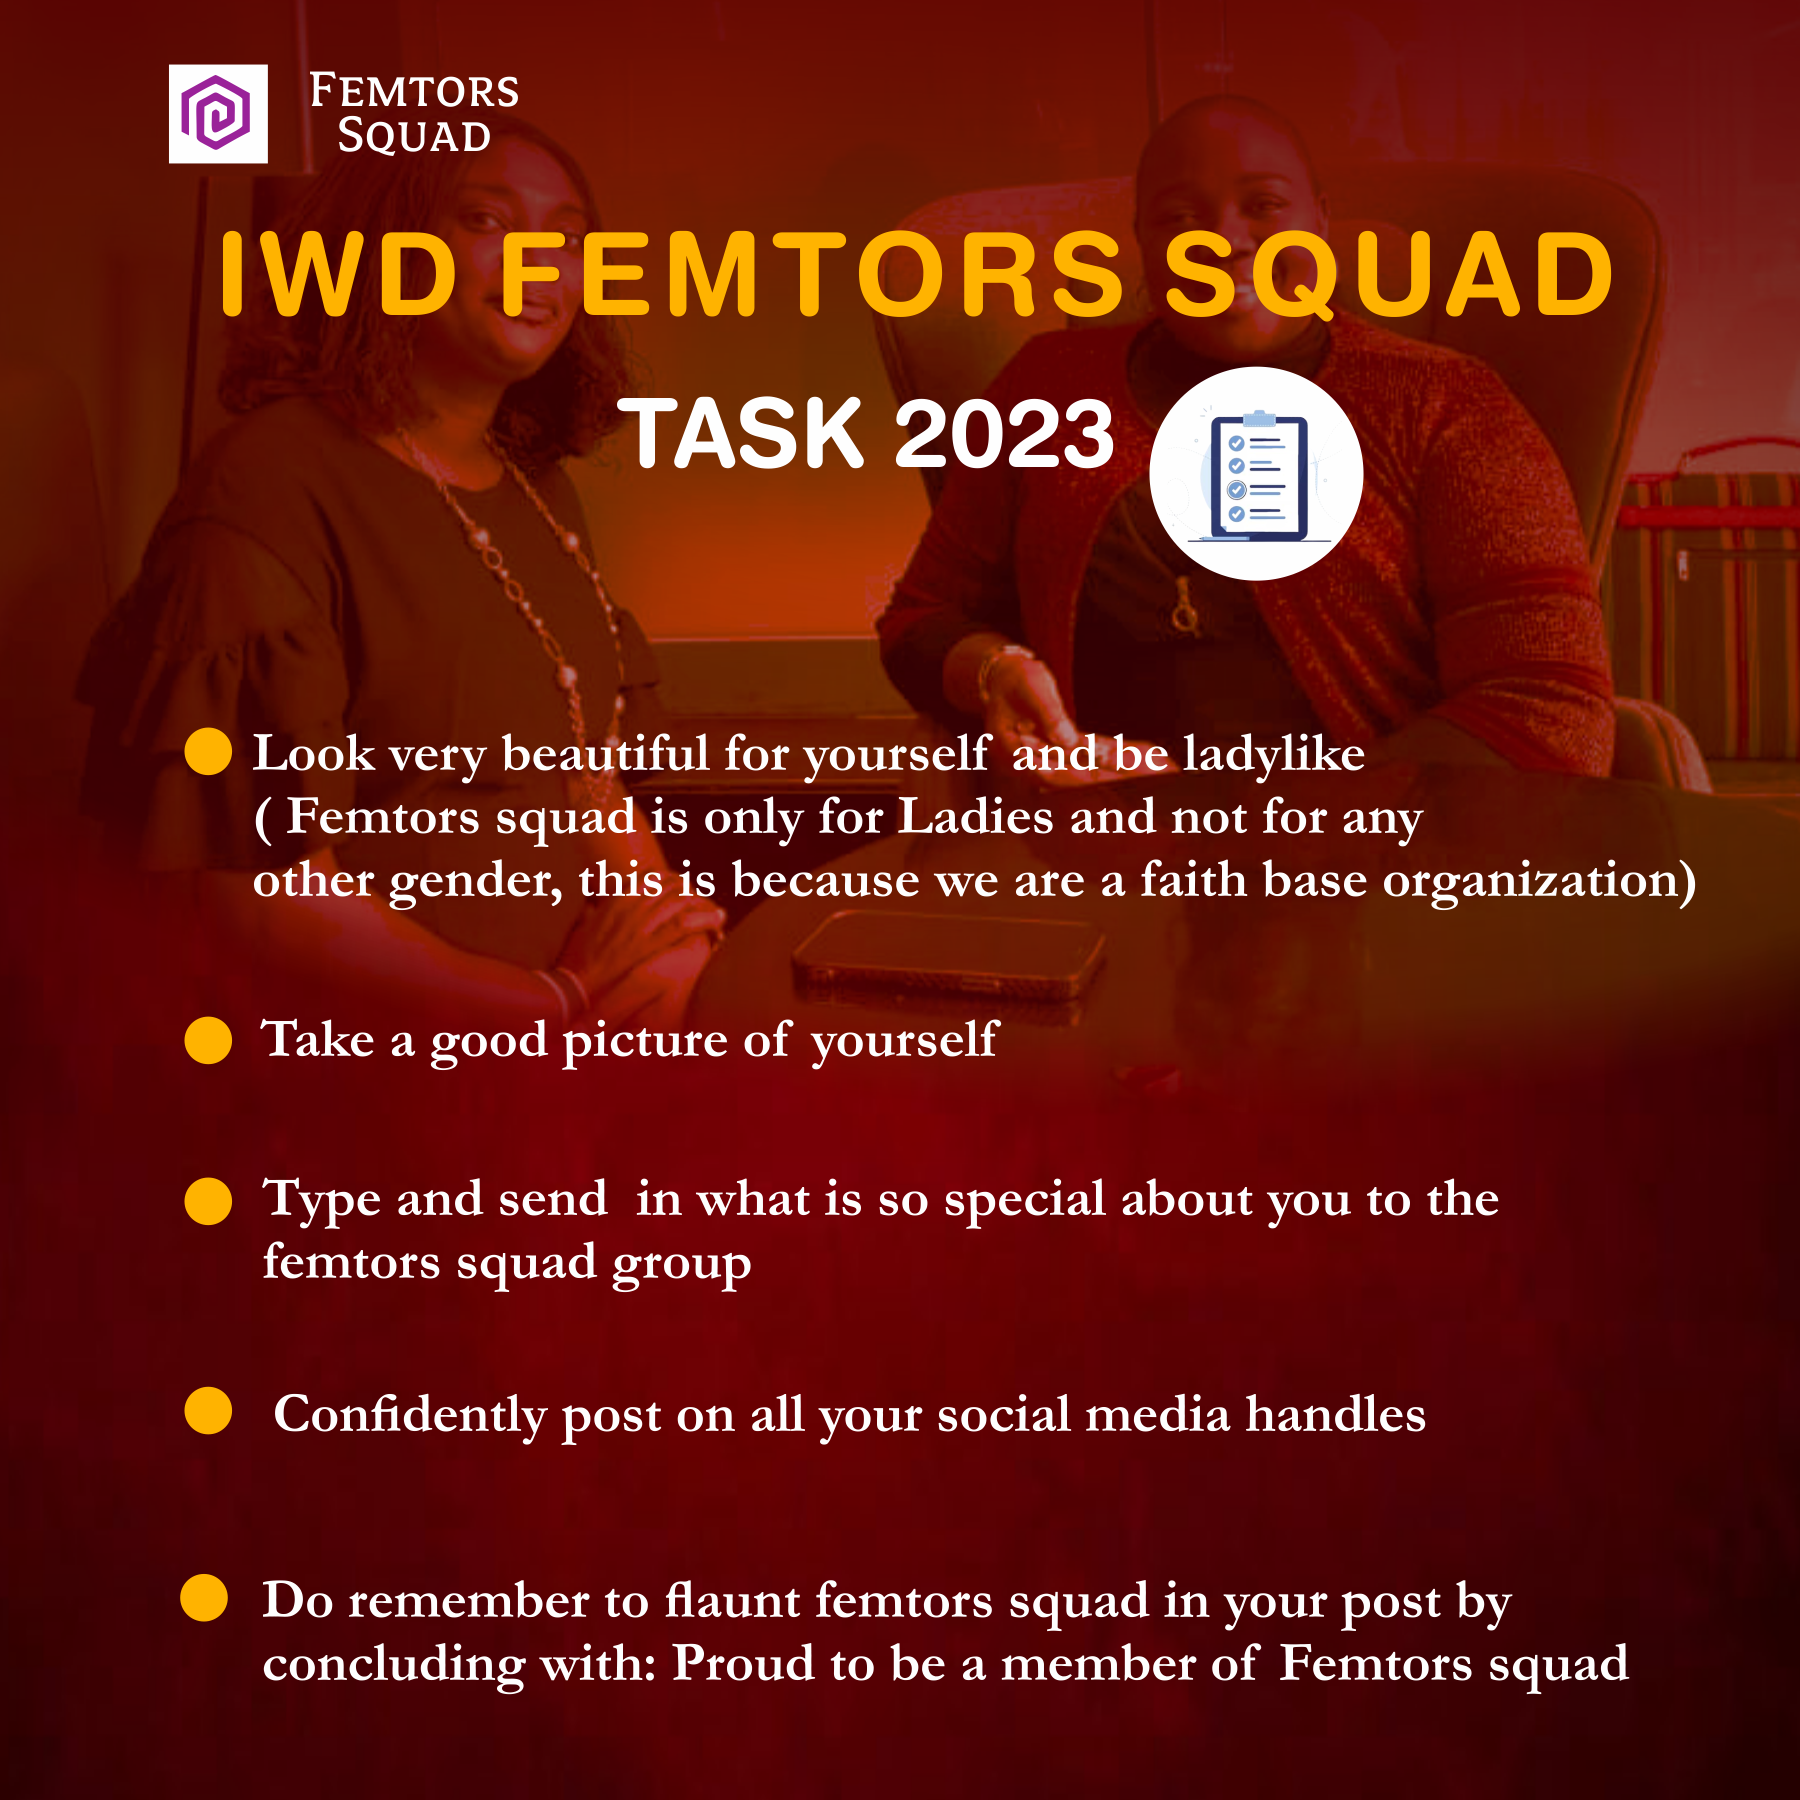 FEMTORS
SQUAD
IWD FEMTORS SQUAD
TASK 2023
Look very beautiful for yourself and be ladylike
( Femtors squad is only for Ladies and not for any
other gender, this is because we are a faith base organization)
Take a good picture of yourself
Type and send in what is so special about you to the
femtors squad group
Confidently post on all your social media handles
Do remember to flaunt femtors squad in your post by
concluding with: Proud to be a member of Femtors squad